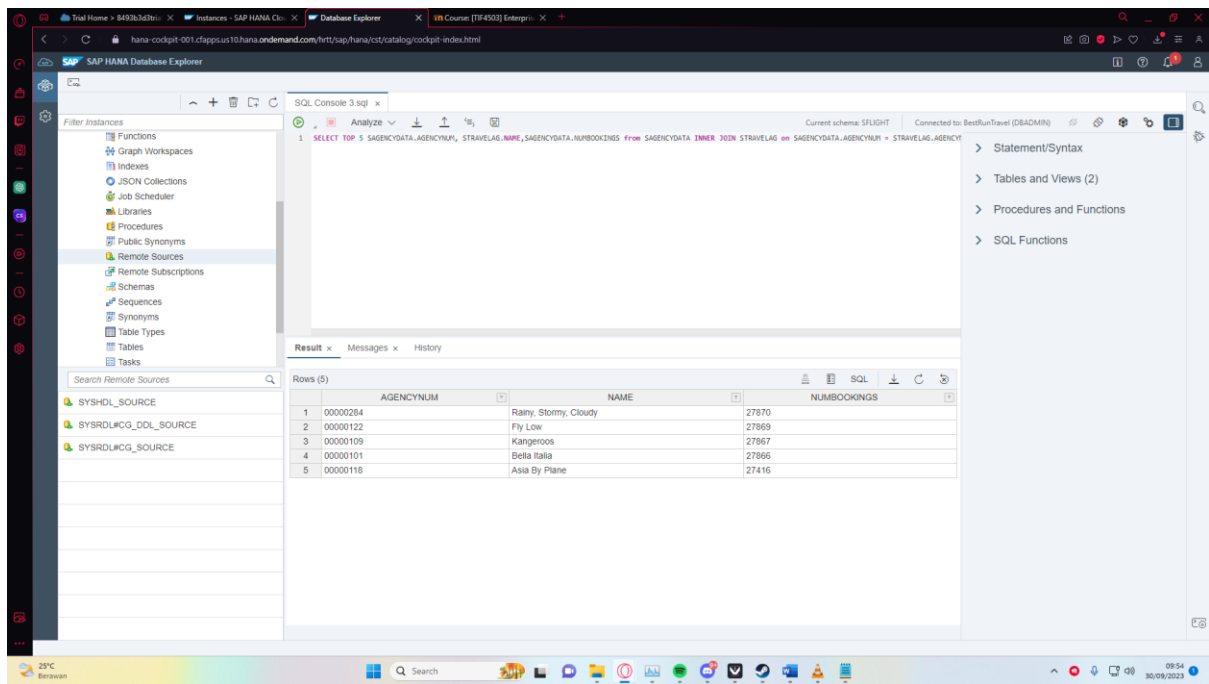 Trial Home > 8493b3d3tria
Instances - SAP HANA Clou
Database Explorer
Course: [TIF4503] Enterpris
hana-cockpit-001.cfapps.us10.hana.ondemand.com/hrtt/sap/hana/cst/catalog/cockpit-index.html
SAP SAP HANA Database Explorer
SQL Console 3.sql
Filter Instances
Analyze
Current schema: SFLIGHT
Connected to: BestRunTravel (DBADMIN)
1 SELECT TOP 5 SAGENCYDATA.AGENCYNUM, STRAVELAG.NAME,SAGENCYDATA.NUMBOOKINGS from SAGENCYDATA INNER JOIN STRAVELAG on SAGENCYDATA.AGENCYNUM = STRAVELAG.AGENCY
Functions
Graph Workspaces
Indexes
JSON Collections
Job Scheduler
Libraries
Procedures
Public Synonyms
Remote Sources
Remote Subscriptions
Schemas
Sequences
Synonyms
Table Types
Tables
Tasks
Statement/Syntax
Tables and Views (2)
Procedures and Functions
SQL Functions
Search Remote Sources
SYSHDL_SOURCE
SYSRDL#CG_DDL_SOURCE
SYSRDL#CG_SOURCE
Result Messages History
Rows (5) SQL
AGENCYNUM NAME NUMBOOKINGS
1 00000284 Rainy, Stormy, Cloudy 27870
2 00000122 Fly Low 27869
3 00000109 Kangeroos 27867
4 00000101 Bella Italia 27866
5 00000118 Asia By Plane 27416
25°C
Berawan
Search
09:54
30/09/2023